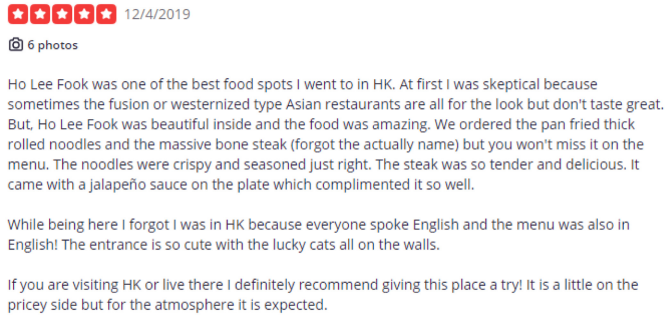 12/4/2019
6 photos
Ho Lee Fook was one of the best food spots I went to in HK. At first I was skeptical because
sometimes the fusion or westernized type Asian restaurants are all for the look but don't taste great.
But, Ho Lee Fook was beautiful inside and the food was amazing. We ordered the pan fried thick
rolled noodles and the massive bone steak (forgot the actually name) but you won't miss it on the
menu. The noodles were crispy and seasoned just right. The steak was so tender and delicious. It
came with a jalapeño sauce on the plate which complimented it so well.
While being here I forgot I was in HK because everyone spoke English and the menu was also in
English! The entrance is so cute with the lucky cats all on the walls.
If you are visiting HK or live there I definitely recommend giving this place a try! It is a little on the
pricey side but for the atmosphere it is expected.